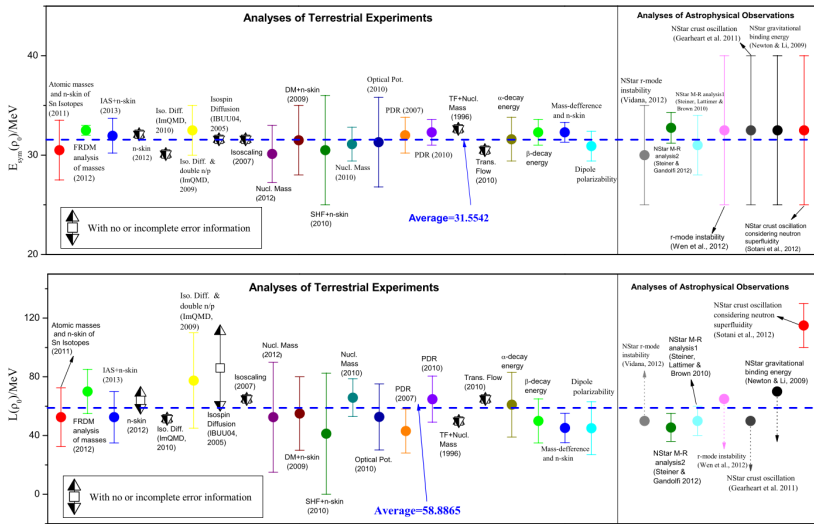 Analyses of Terrestrial Experiments
Analyses of Astrophysical Observations
Esym(ρ0)/MeV
40
30
20
Atomic masses
and n-skin of
Sn Isotopes
(2011)
FRDM
analysis
of masses
(2012)
IAS+n-skin
(2013)
n-skin
(2012)
Iso. Diff.
(ImQMD,
2010)
Iso. Diff. &
double n/p
(ImQMD,
2009)
Isospin
Diffusion
(IBUU04,
2005)
Isoscaling
(2007)
Nucl. Mass
(2012)
DM+n-skin
(2009)
SHF+n-skin
(2010)
Nucl.Mass
(2010)
Optical Pot.
(2010)
PDR (2007)
PDR (2010)
TF+Nucl.
Mass
(1996)
Trans.
Flow
(2010)
α-decay
energy
β-decay energy
Mass-defference
and n-skin
Dipole
polarizability
Average=31.5542
With no or incomplete error information
NStar r-mode
instability
(Vidana, 2012)
NStar M-R
analysis2
(Steiner &
Gandolfi 2012)
NStar M-R analysis1
(Steiner, Lattimer &
Brown 2010)
NStar crust oscillation
(Gearheart et al. 2011)
NStar gravitational
binding energy
(Newton & Li, 2009)
r-mode instability
(Wen et al., 2012)
NStar crust oscillation
considering neutron
superfluidity
(Sotani et al., 2012)
Analyses of Terrestrial Experiments
Analyses of Astrophysical Observations
L(ρ0)/MeV
150
100
50
0
Atomic masses
and n-skin of
Sn Isotopes
(2011)
FRDM
analysis
of masses
(2012)
IAS+n-skin
(2013)
n-skin
(2012)
Iso. Diff.
(ImQMD,
2010)
Iso. Diff. &
double n/p
(ImQMD,
2009)
Isospin
Diffusion
(IBUU04,
2005)
Isoscaling
(2007)
Nucl. Mass
(2012)
DM+n-skin
(2009)
SHF+n-skin
(2010)
Nucl.
Mass
(2010)
Optical Pot.
(2010)
PDR
(2007)
PDR
(2010)
TF+Nucl.
Mass
(1996)
Trans. Flow
(2010)
α-decay
energy
β-decay
energy
Mass-difference
and n-skin
Dipole
polarizability
Average=58.8865
With no or incomplete error information
NStar r-mode
instability
(Vidana, 2012)
NStar M-R
analysis2
(Steiner &
Gandolfi 2012)
NStar M-R
analysis1
(Steiner,
Lattimer &
Brown 2010)
NStar crust oscillation
considering neutron
superfluidity
(Sotani et al., 2012)
NStar gravitational
binding energy
(Newton & Li, 2009)
r-mode instability
(Wen et al., 2012)
NStar crust oscillation
(Gearheart et al. 2011)